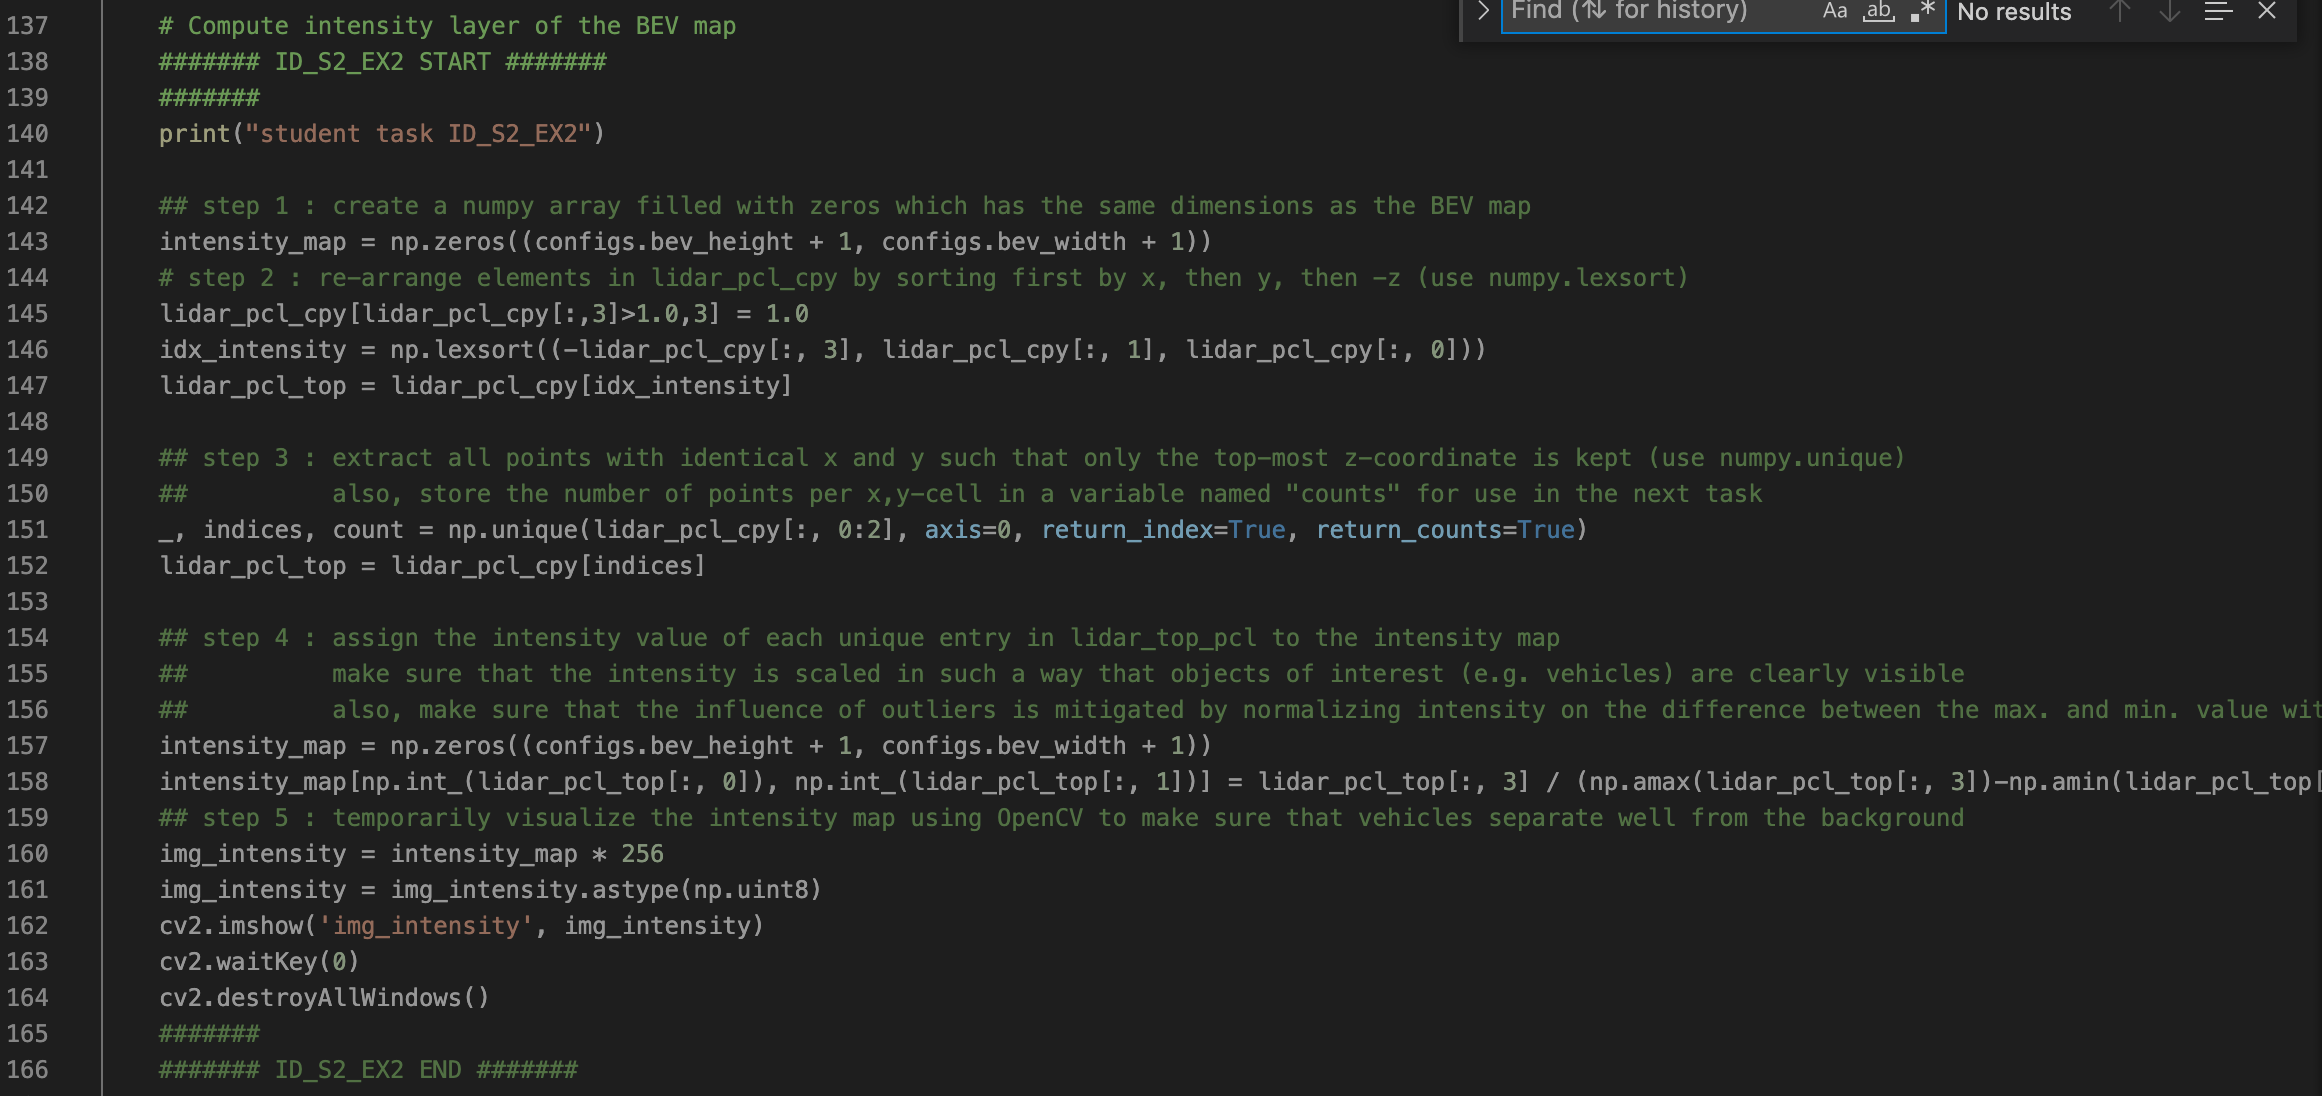 Find (⇅ for history) Aa ab .* No results
137 # Compute intensity layer of the BEV map
138 ####### ID_S2_EX2 START #######
139 #######
140 print("student task ID_S2_EX2")
141
142 ## step 1 : create a numpy array filled with zeros which has the same dimensions as the BEV map
143 intensity_map = np.zeros((configs.bev_height + 1, configs.bev_width + 1))
144 # step 2 : re-arrange elements in lidar_pcl_cpy by sorting first by x, then y, then -z (use numpy.lexsort)
145 lidar_pcl_cpy[lidar_pcl_cpy[:,3]>1.0,3] = 1.0
146 idx_intensity = np.lexsort((-lidar_pcl_cpy[:, 3], lidar_pcl_cpy[:, 1], lidar_pcl_cpy[:, 0]))
147 lidar_pcl_top = lidar_pcl_cpy[idx_intensity]
148
149 ## step 3 : extract all points with identical x and y such that only the top-most z-coordinate is kept (use numpy.unique)
150 ##          also, store the number of points per x,y-cell in a variable named "counts" for use in the next task
151 _, indices, count = np.unique(lidar_pcl_cpy[:, 0:2], axis=0, return_index=True, return_counts=True)
152 lidar_pcl_top = lidar_pcl_cpy[indices]
153
154 ## step 4 : assign the intensity value of each unique entry in lidar_top_pcl to the intensity map
155 ##          make sure that the intensity is scaled in such a way that objects of interest (e.g. vehicles) are clearly visible
156 ##          also, make sure that the influence of outliers is mitigated by normalizing intensity on the difference between the max. and min. value wit
157 intensity_map = np.zeros((configs.bev_height + 1, configs.bev_width + 1))
158 intensity_map[np.int_(lidar_pcl_top[:, 0]), np.int_(lidar_pcl_top[:, 1])] = lidar_pcl_top[:, 3] / (np.amax(lidar_pcl_top[:, 3])-np.amin(lidar_pcl_top[
159 ## step 5 : temporarily visualize the intensity map using OpenCV to make sure that vehicles separate well from the background
160 img_intensity = intensity_map * 256
161 img_intensity = img_intensity.astype(np.uint8)
162 cv2.imshow('img_intensity', img_intensity)
163 cv2.waitKey(0)
164 cv2.destroyAllWindows()
165 #######
166 ####### ID_S2_EX2 END #######